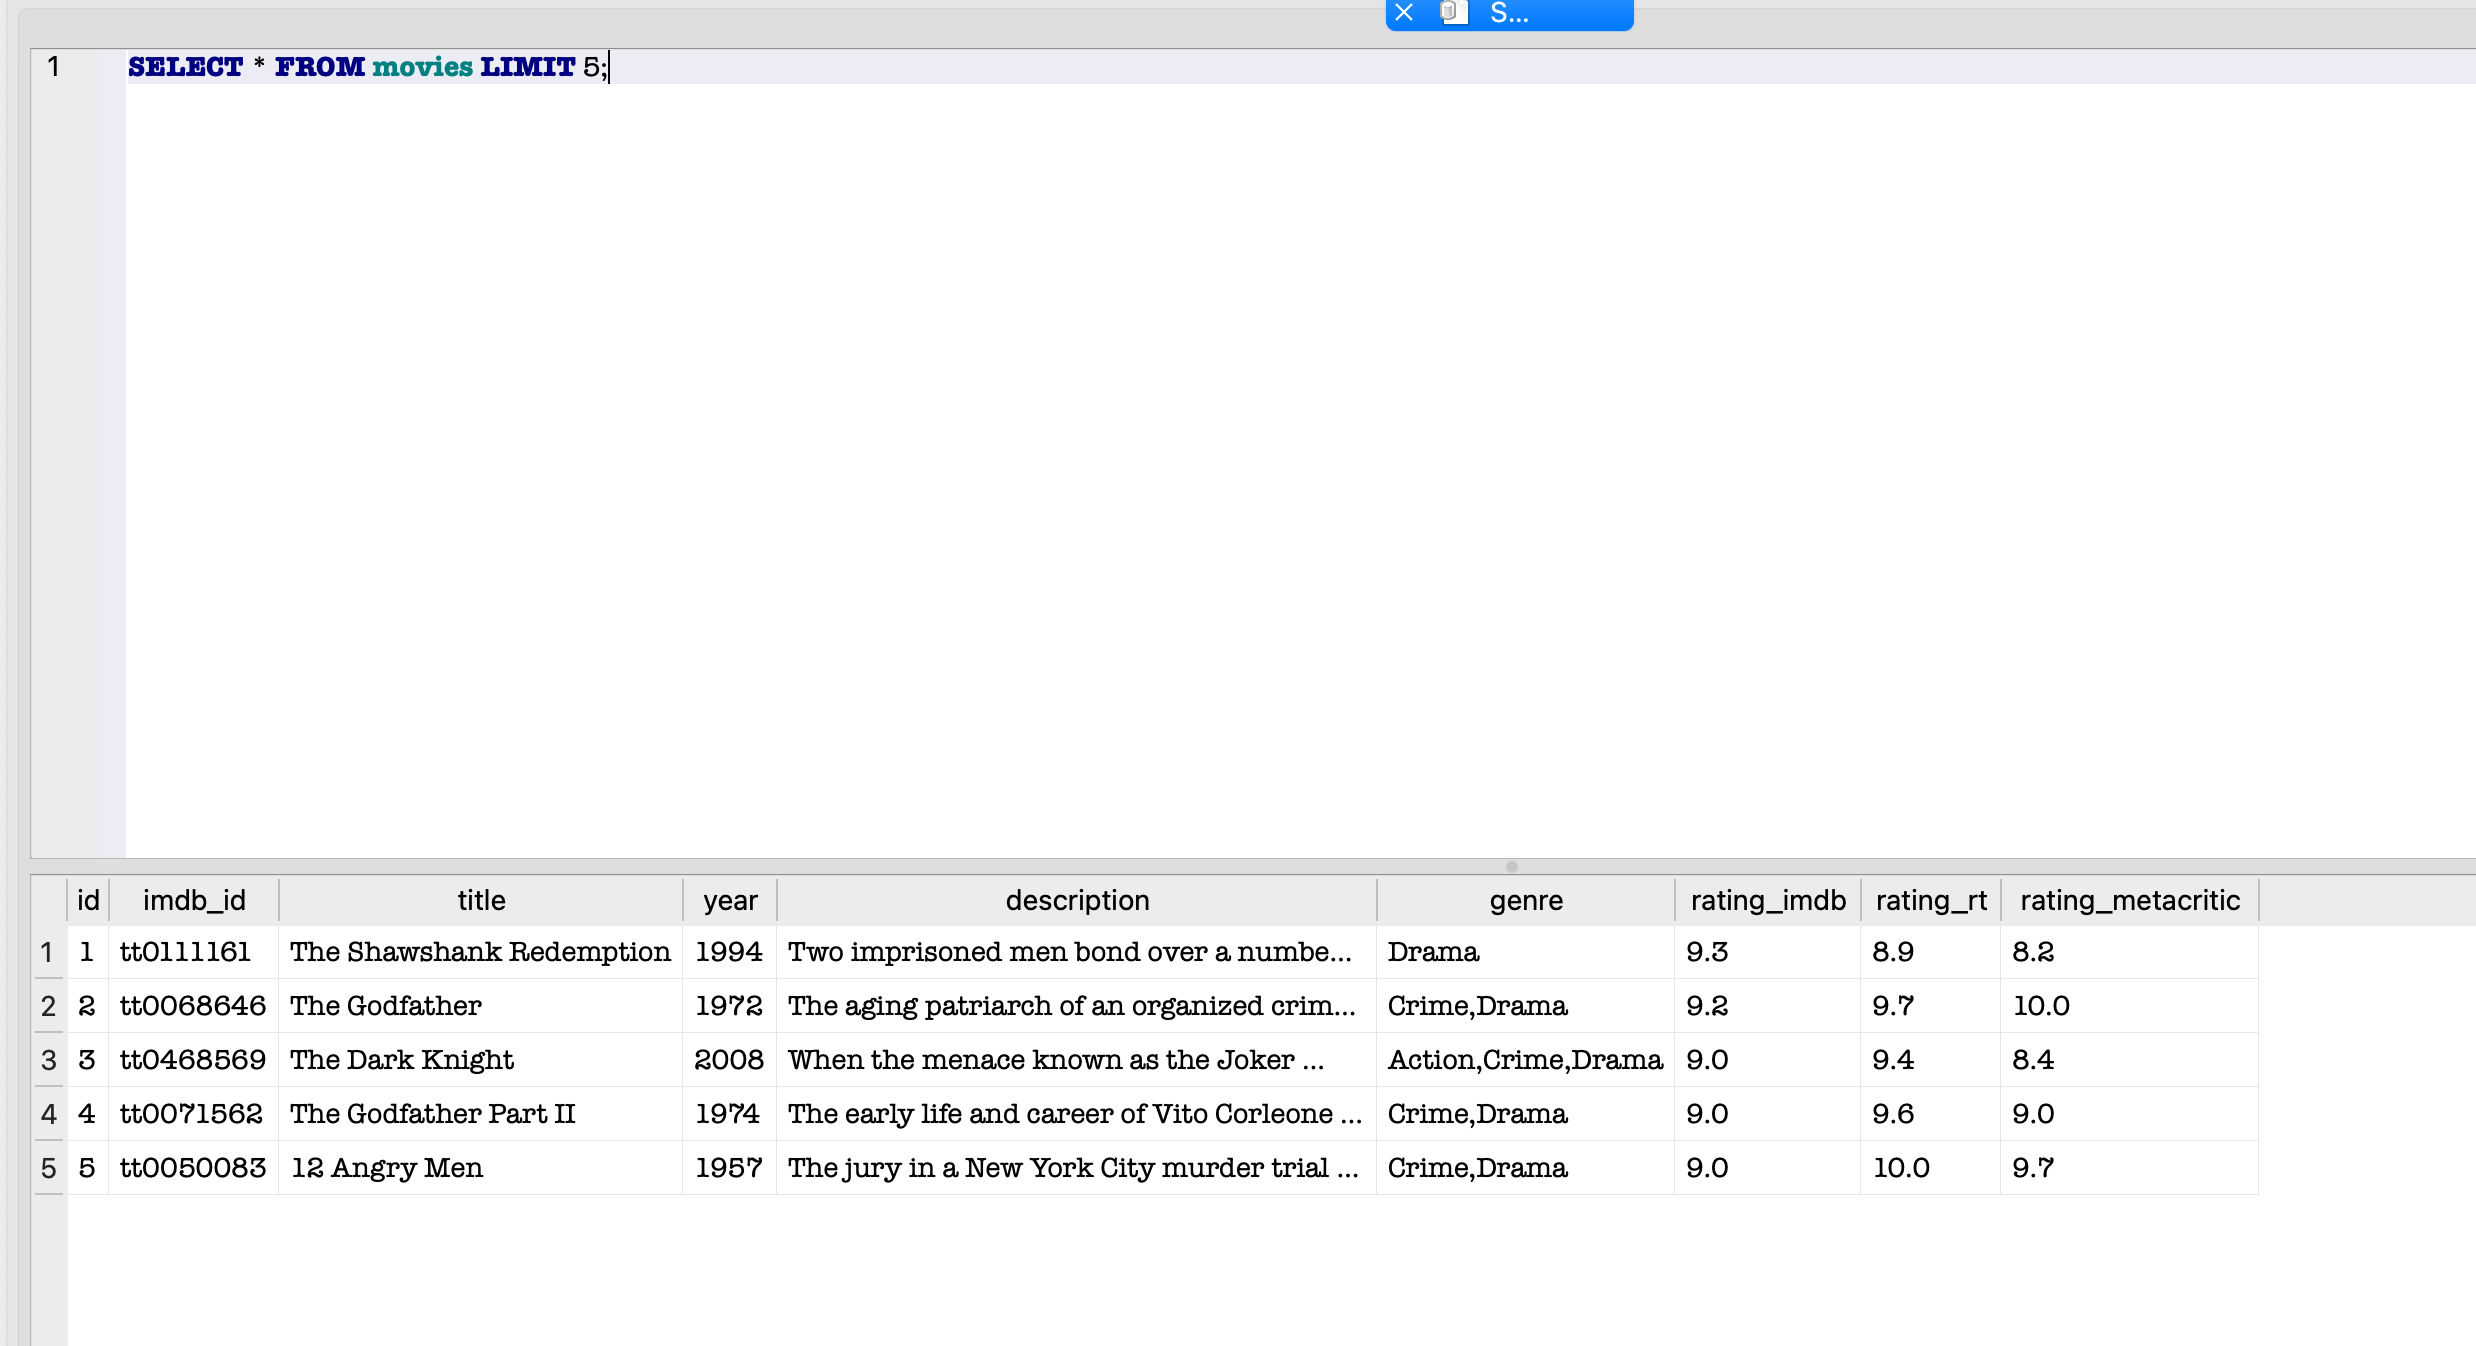 S...
1 SELECT * FROM movies LIMIT 5;
id imdb_id title year description genre rating_imdb rating_rt rating_metacritic
1 1 tt0111161 The Shawshank Redemption 1994 Two imprisoned men bond over a numbe... Drama 9.3 8.9 8.2
2 2 tt0068646 The Godfather 1972 The aging patriarch of an organized crim... Crime,Drama 9.2 9.7 10.0
3 3 tt0468569 The Dark Knight 2008 When the menace known as the Joker ... Action,Crime,Drama 9.0 9.4 8.4
4 4 tt0071562 The Godfather Part II 1974 The early life and career of Vito Corleone ... Crime,Drama 9.0 9.6 9.0
5 5 tt0050083 12 Angry Men 1957 The jury in a New York City murder trial ... Crime,Drama 9.0 10.0 9.7